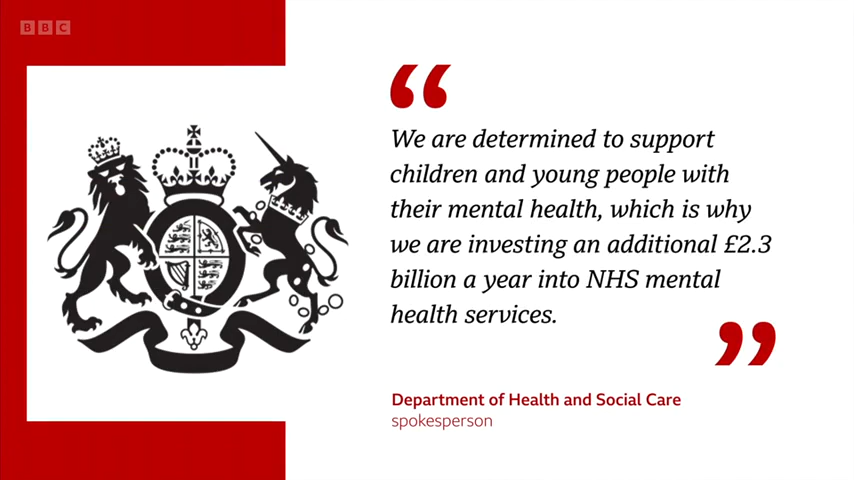 BBC
“
We are determined to support
children and young people with
their mental health, which is why
we are investing an additional £2.3
billion a year into NHS mental
health services.
”
Department of Health and Social Care
spokesperson